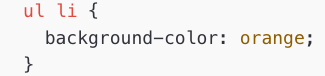 ul li {
  background-color: orange;
}